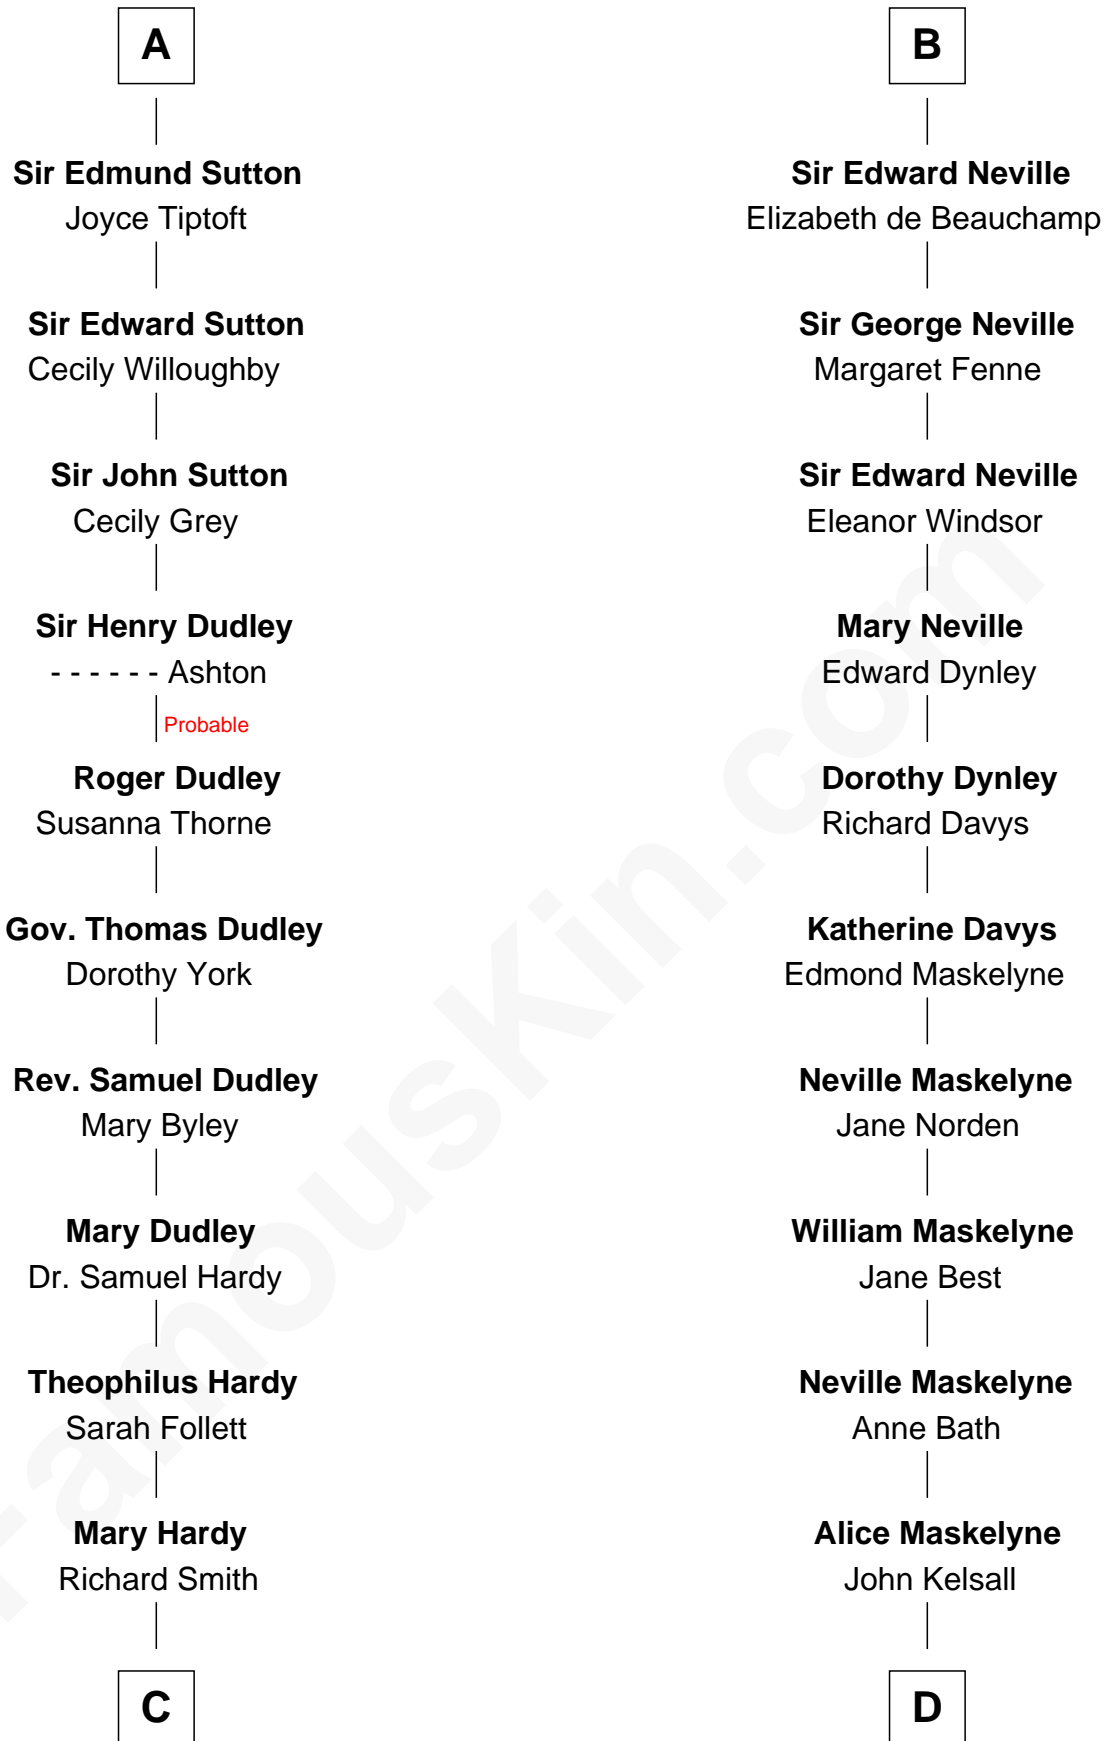 A
Sir Edmund Sutton
Joyce Tiptoft
Sir Edward Sutton
Cecily Willoughby
Sir John Sutton
Cecily Grey
Sir Henry Dudley
- - - - - - Ashton
Probable
Roger Dudley
Susanna Thorne
Gov. Thomas Dudley
Dorothy York
Rev. Samuel Dudley
Mary Byley
Mary Dudley
Dr. Samuel Hardy
Theophilus Hardy
Sarah Follett
Mary Hardy
Richard Smith
C
B
Sir Edward Neville
Elizabeth de Beauchamp
Sir George Neville
Margaret Fenne
Sir Edward Neville
Eleanor Windsor
Mary Neville
Edward Dynley
Dorothy Dynley
Richard Davys
Katherine Davys
Edmond Maskelyne
Neville Maskelyne
Jane Norden
William Maskelyne
Jane Best
Neville Maskelyne
Anne Bath
Alice Maskelyne
John Kelsall
D
FamousKin.com